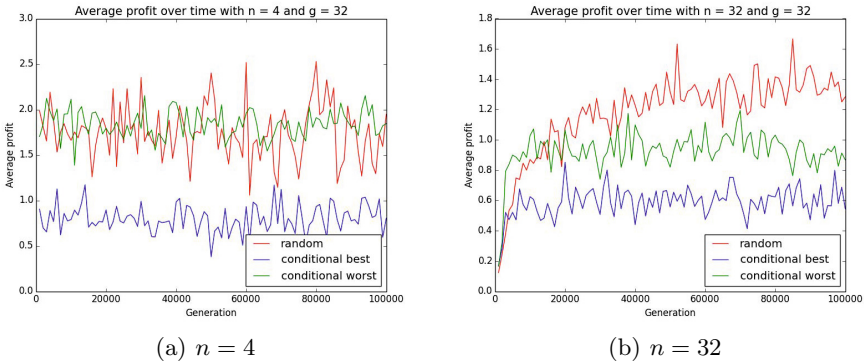 Average profit over time with n = 4 and g = 32
3.0
2.5
2.0
1.5
1.0
0.5
0.0
Average profit
0 20000 40000 60000 80000 100000
Generation
random
conditional best
conditional worst
(a) n = 4
Average profit over time with n = 32 and g = 32
1.8
1.6
1.4
1.2
1.0
0.8
0.6
0.4
0.2
0.0
Average profit
0 20000 40000 60000 80000 100000
Generation
random
conditional best
conditional worst
(b) n = 32